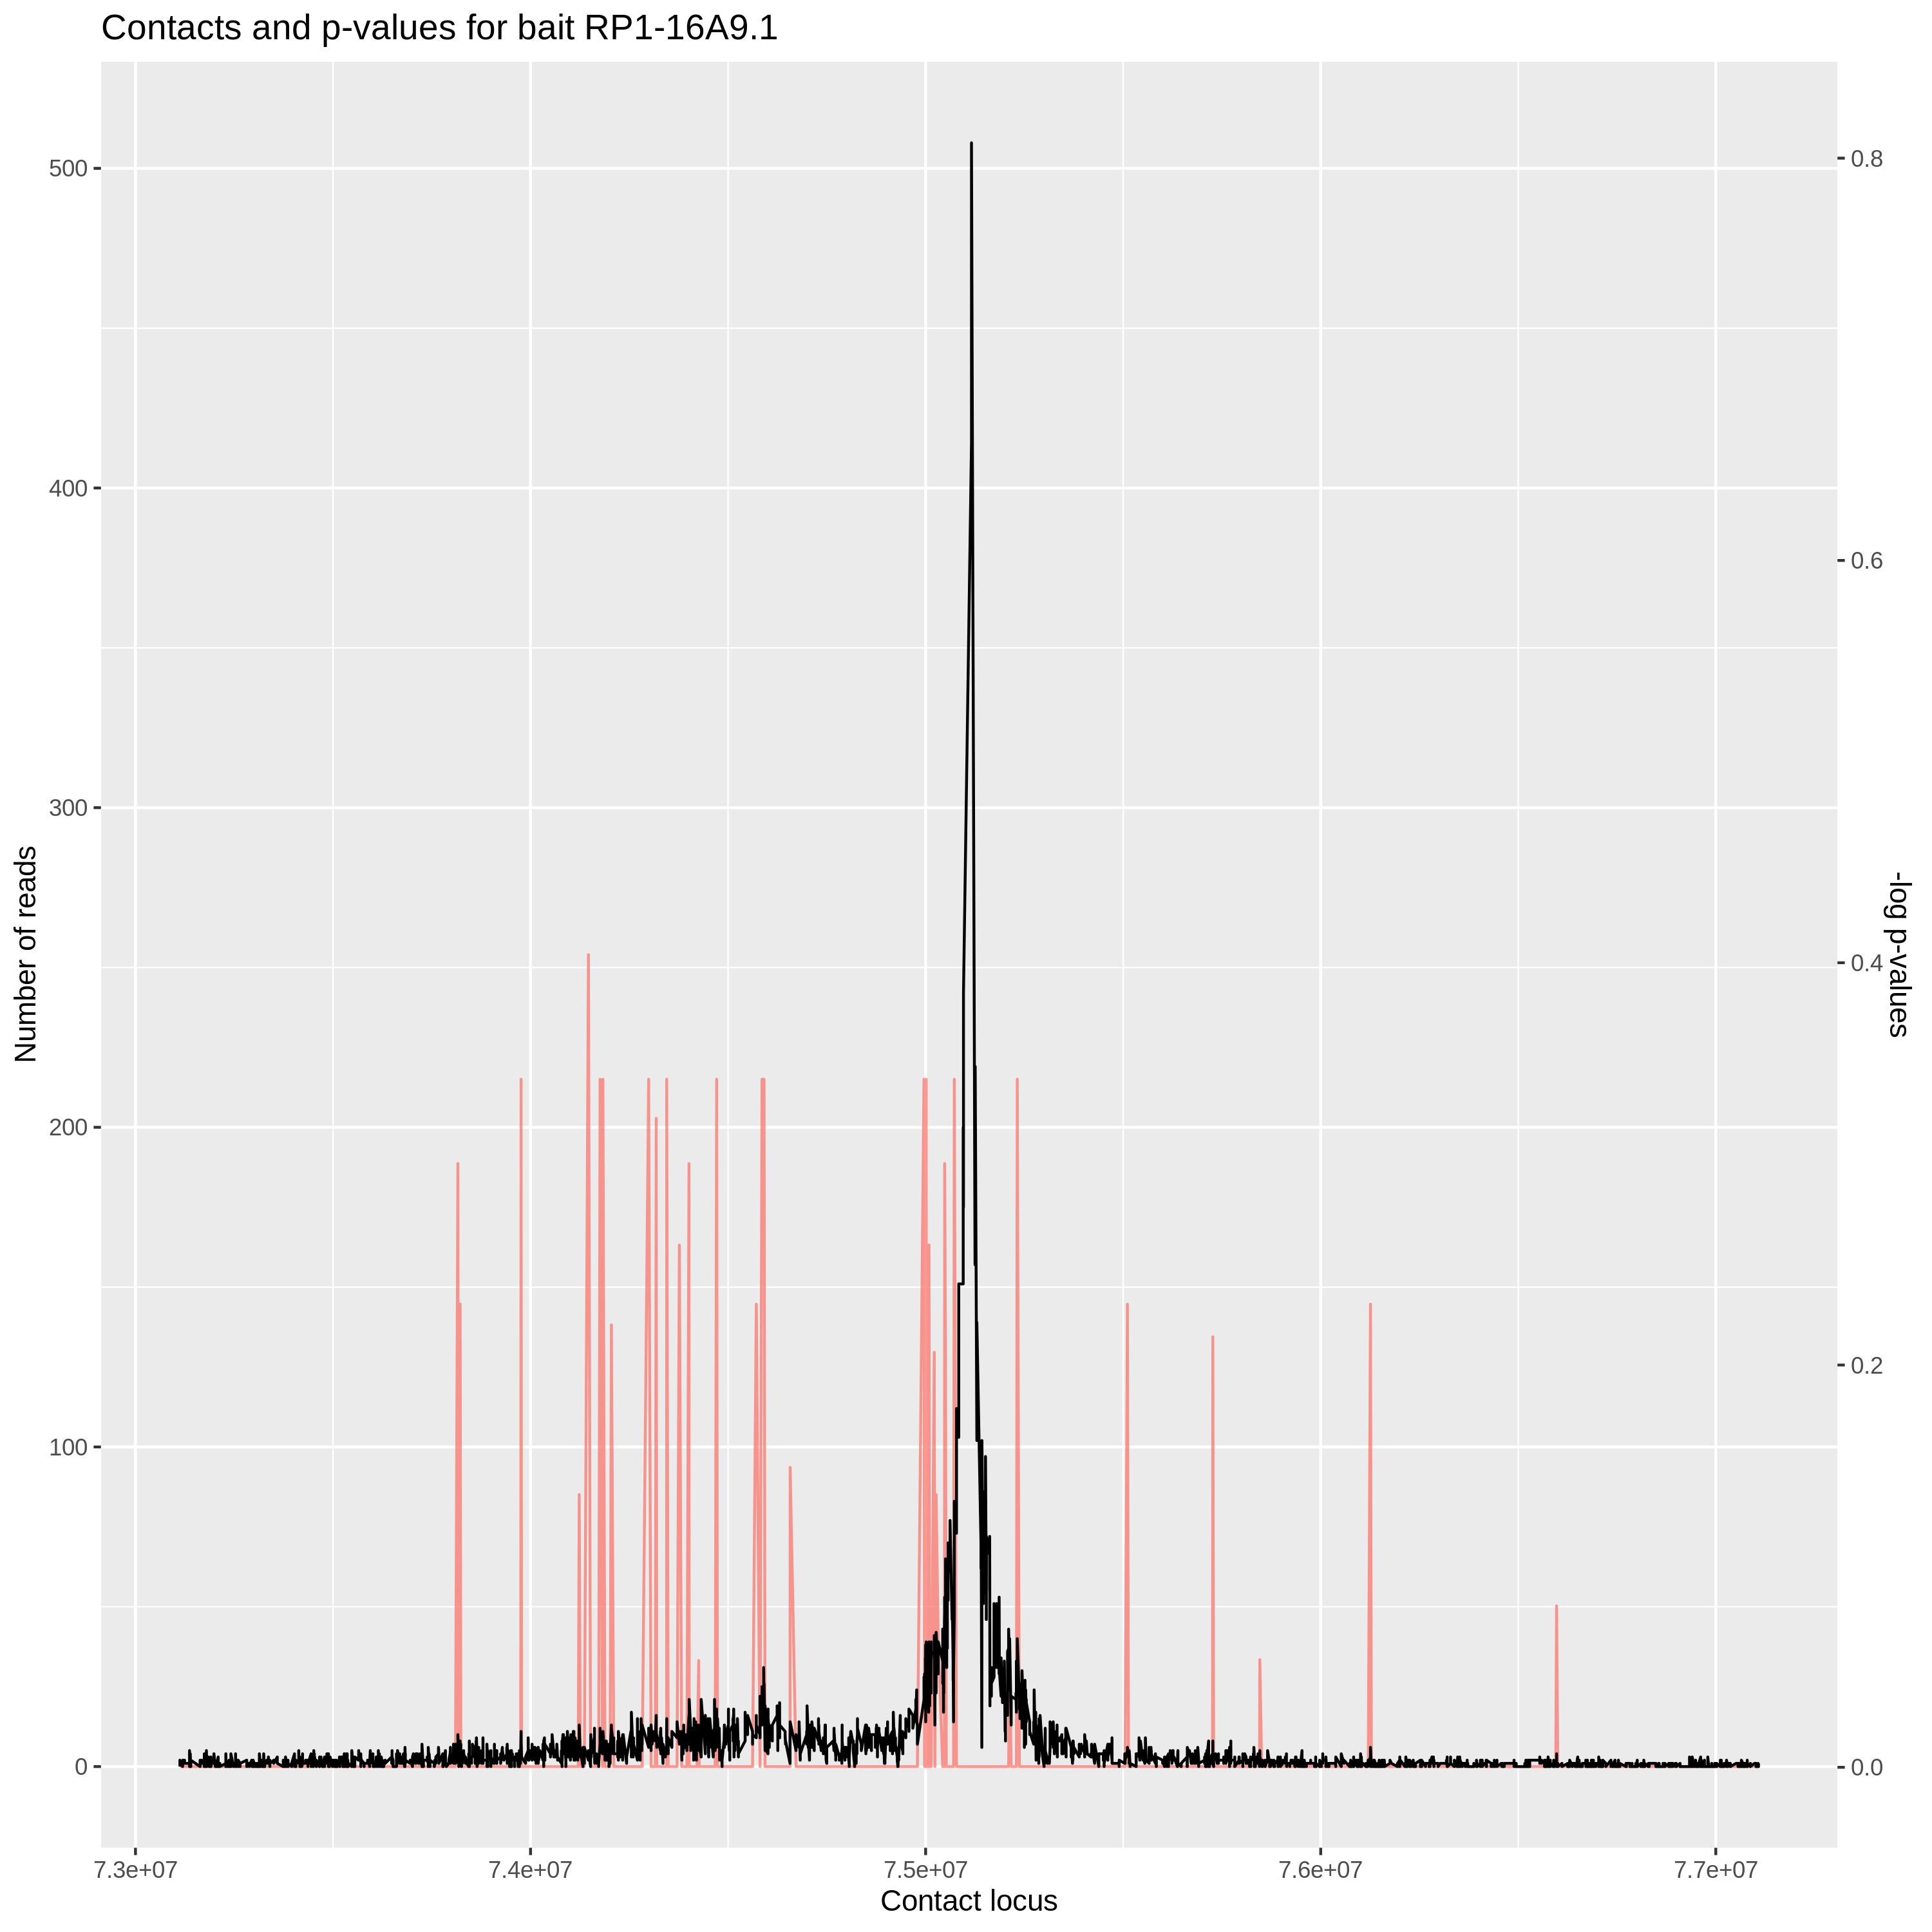 Contacts and p-values for bait RP1-16A9.1
500
400
300
200
100
0
Number of reads
0.8
0.6
0.4
0.2
0.0
-log p-values
7.3e+07
7.4e+07
7.5e+07
7.6e+07
7.7e+07
Contact locus